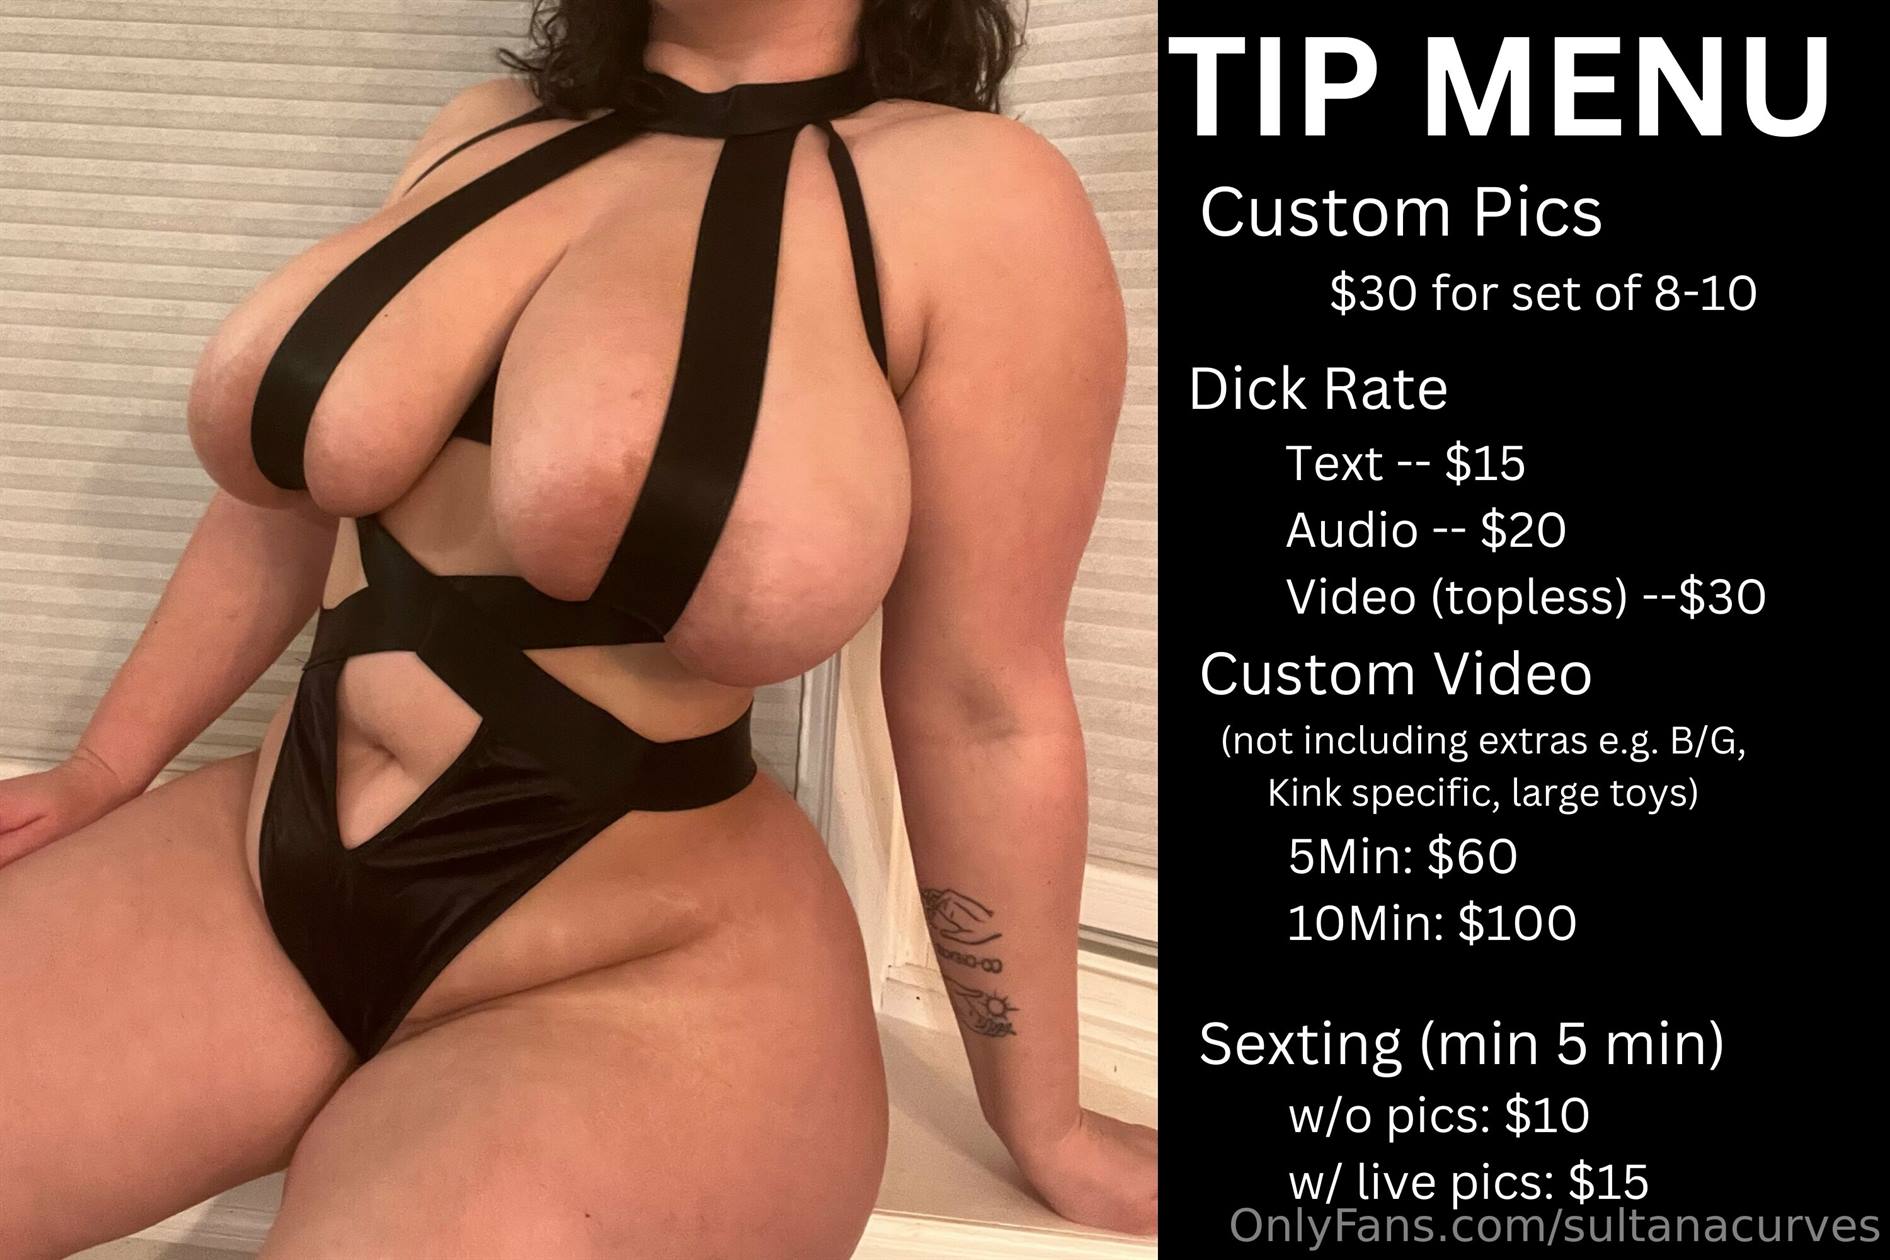 TIP MENU
Custom Pics
$30 for set of 8-10
Dick Rate
Text -- $15
Audio -- $20
Video (topless) --$30
Custom Video
(not including extras e.g. B/G,
Kink specific, large toys)
5Min: $60
10Min: $100
Sexting (min 5 min)
w/o pics: $10
w/ live pics: $15
OnlyFans.com/sultanacurves